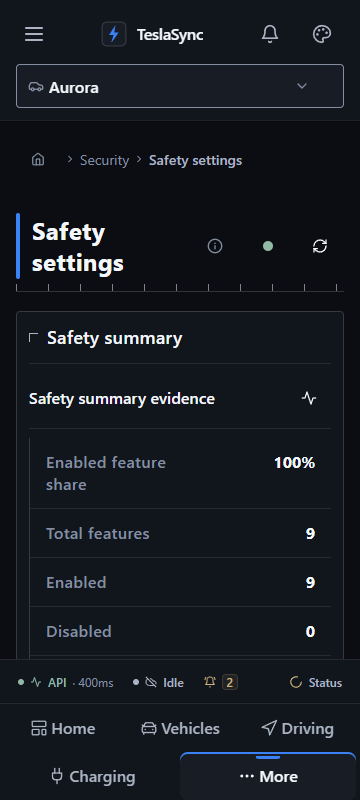 TeslaSync
Aurora
Security > Safety settings
Safety
settings
Safety summary
Safety summary evidence
Enabled feature
share
100%
Total features
9
Enabled
9
Disabled
0
API · 400ms
Idle
2
Status
Home
Vehicles
Driving
Charging
More